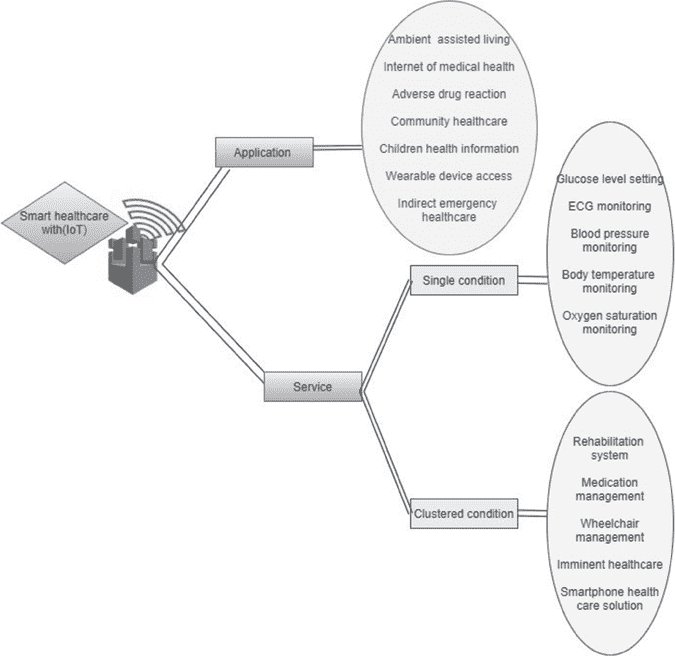 Smart healthcare
with(IoT)
Application
Ambient assisted living
Internet of medical health
Adverse drug reaction
Community healthcare
Children health information
Wearable device access
Indirect emergency
healthcare
Service
Single condition
Glucose level setting
ECG monitoring
Blood pressure
monitoring
Body temperature
monitoring
Oxygen saturation
monitoring
Clustered condition
Rehabilitation
system
Medication
management
Wheelchair
management
Imminent healthcare
Smartphone health
care solution